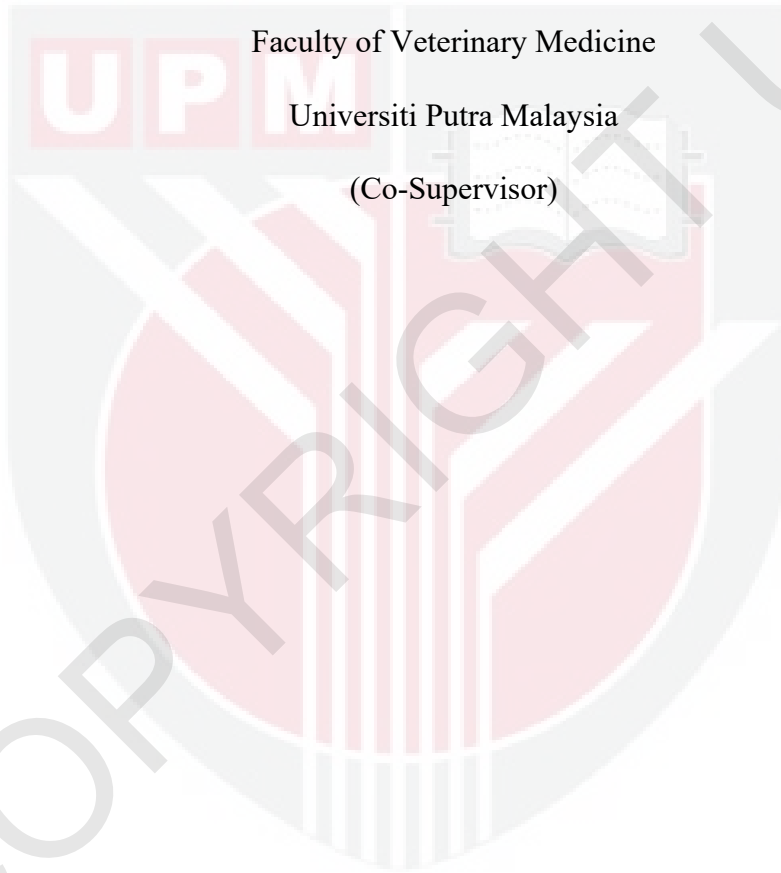 Faculty of Veterinary Medicine
UPM
Universiti Putra Malaysia
(Co-Supervisor)
COPYRIGHT U